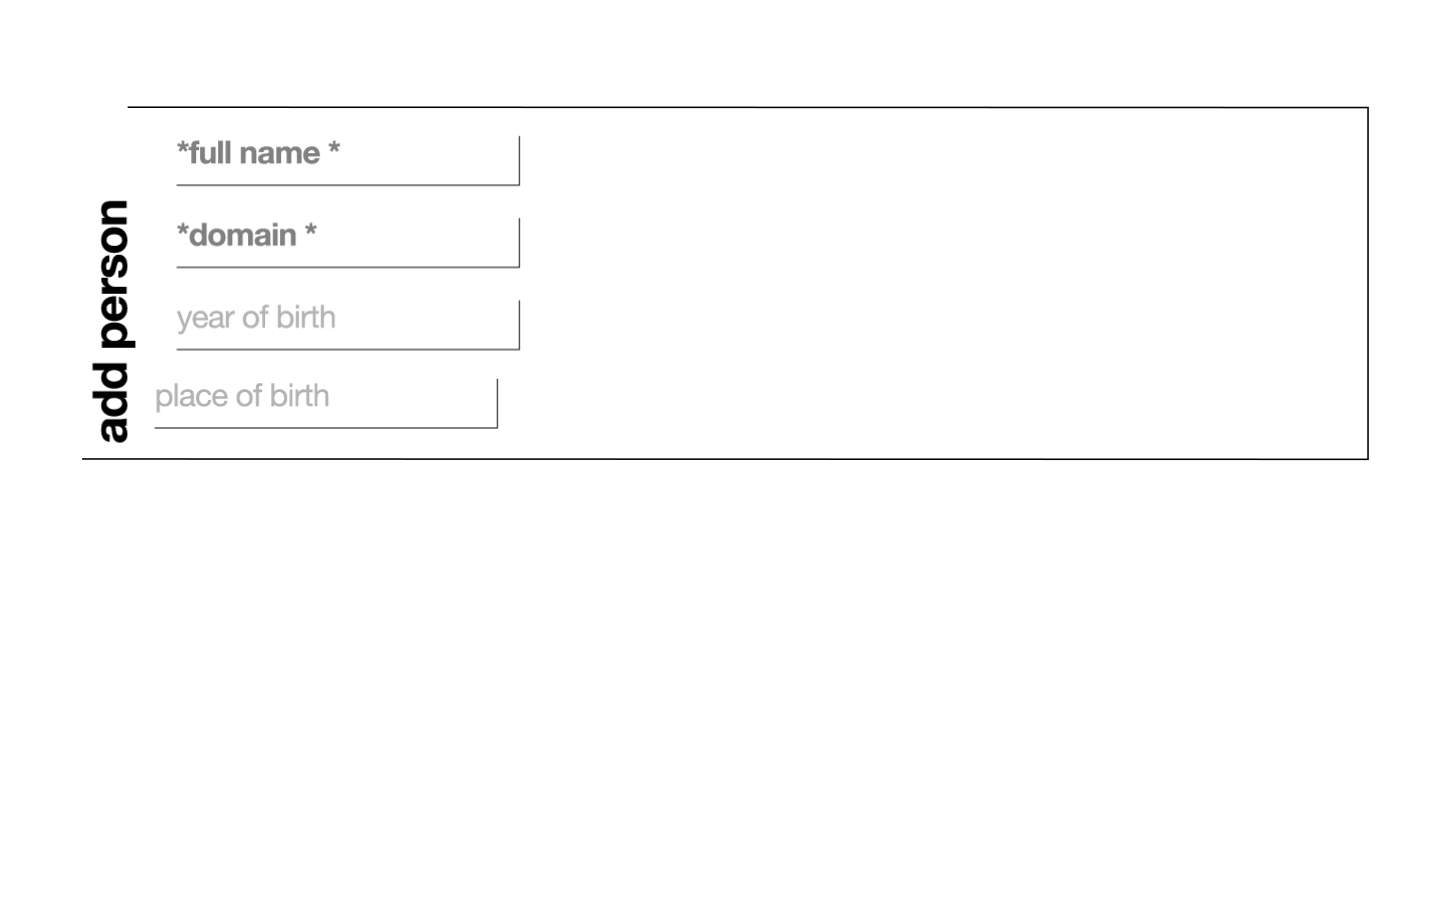 add person
*full name *
*domain *
year of birth
place of birth